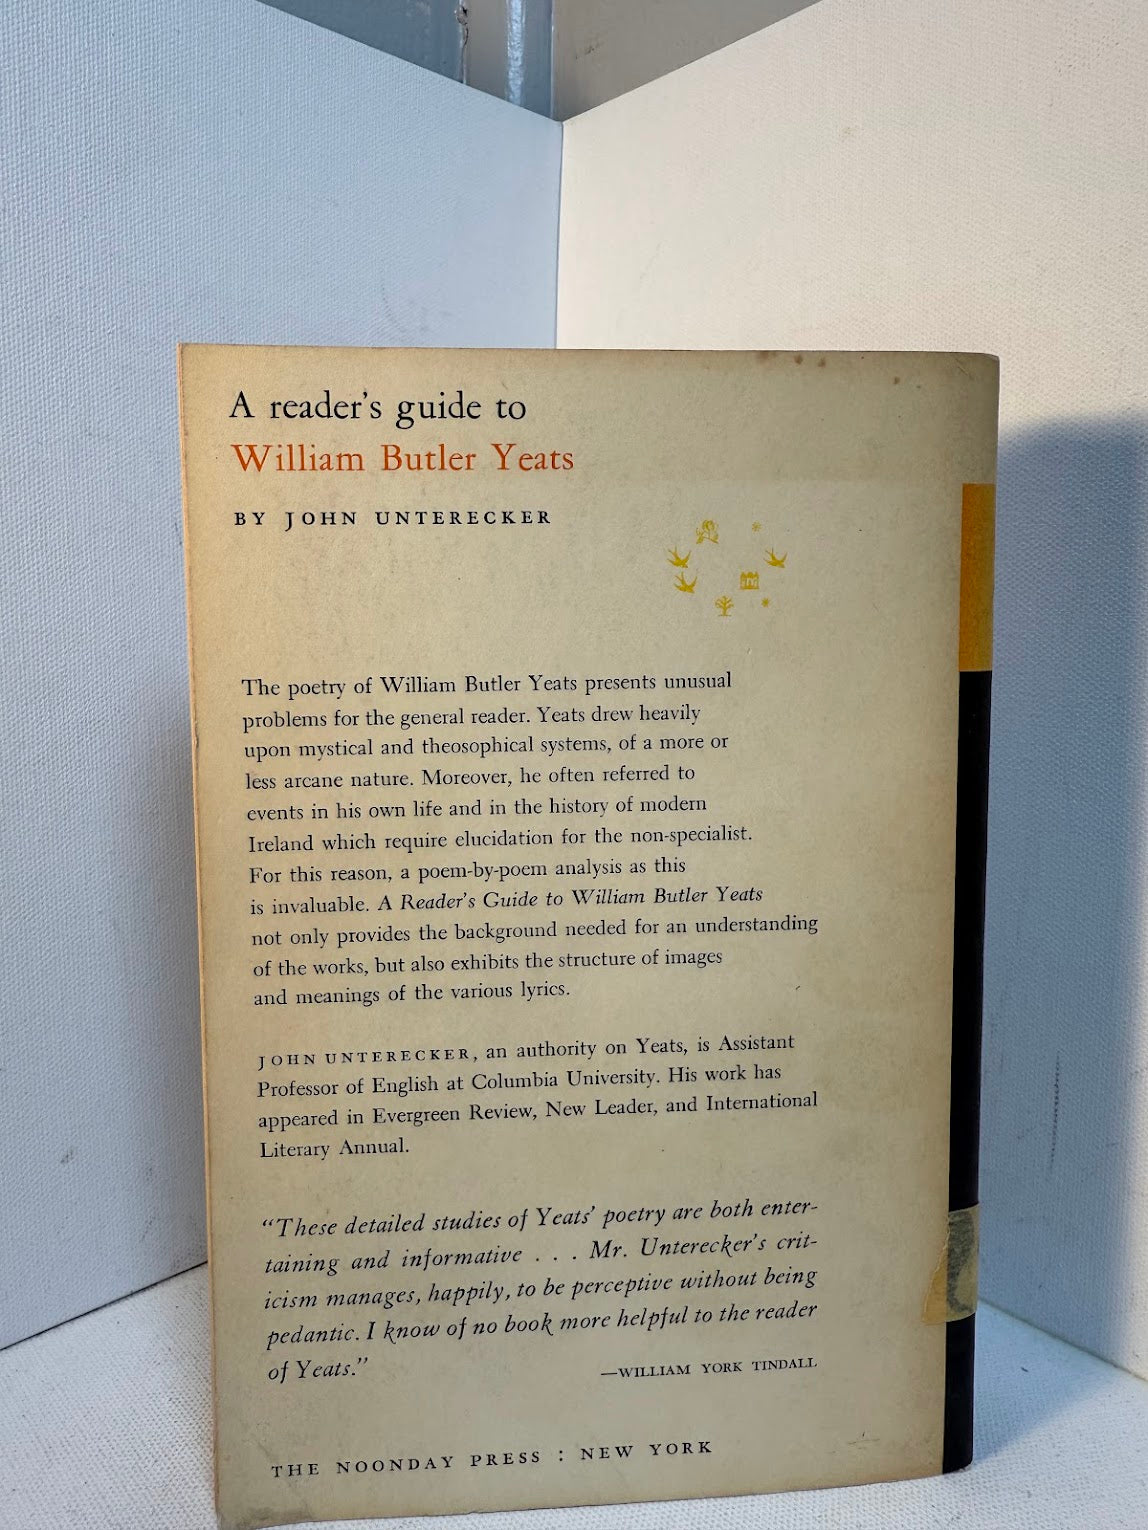 A reader's guide to
William Butler Yeats
BY JOHN UNTERECKER
The poetry of William Butler Yeats presents unusual
problems for the general reader. Yeats drew heavily
upon mystical and theosophical systems, of a more or
less arcane nature. Moreover, he often referred to
events in his own life and in the history of modern
Ireland which require elucidation for the non-specialist.
For this reason, a poem-by-poem analysis as this
is invaluable. A Reader's Guide to William Butler Yeats
not only provides the background needed for an understanding
of the works, but also exhibits the structure of images
and meanings of the various lyrics.
JOHN UNTERECKER, an authority on Yeats, is Assistant
Professor of English at Columbia University. His work has
appeared in Evergreen Review, New Leader, and International
Literary Annual.
"These detailed studies of Yeats' poetry are both enter-
taining and informative . . . Mr. Unterecker's crit-
icism manages, happily, to be perceptive without being
pedantic. I know of no book more helpful to the reader
of Yeats."
—WILLIAM YORK TINDALL
THE NOONDAY PRESS : NEW YORK